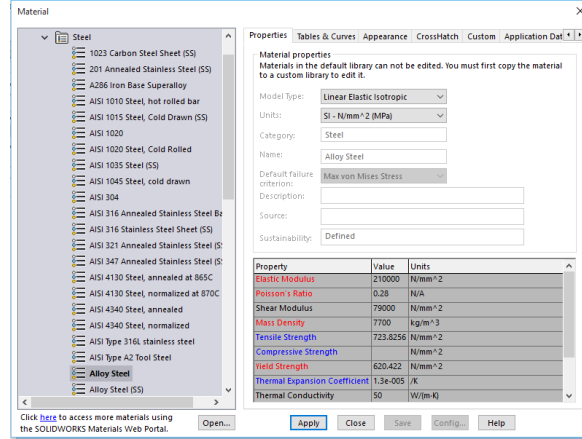 Material
Steel
1023 Carbon Steel Sheet (SS)
201 Annealed Stainless Steel (SS)
A286 Iron Base Superalloy
AISI 1010 Steel, hot rolled bar
AISI 1015 Steel, Cold Drawn (SS)
AISI 1020
AISI 1020 Steel, Cold Rolled
AISI 1035 Steel (SS)
AISI 1045 Steel, cold drawn
AISI 304
AISI 316 Annealed Stainless Steel Ba
AISI 316 Stainless Steel Sheet (SS)
AISI 321 Annealed Stainless Steel (S
AISI 347 Annealed Stainless Steel (S
AISI 4130 Steel, annealed at 865C
AISI 4130 Steel, normalized at 870C
AISI 4340 Steel, annealed
AISI 4340 Steel, normalized
AISI Type 316L stainless steel
AISI Type A2 Tool Steel
Alloy Steel
Alloy Steel (SS)
Click here to access more materials using
the SOLIDWORKS Materials Web Portal.
Open...
Properties Tables & Curves Appearance CrossHatch Custom Application Dat
Material properties
Materials in the default library can not be edited. You must first copy the material
to a custom library to edit it.
Model Type: Linear Elastic Isotropic
Units: SI - N/mm^2 (MPa)
Category: Steel
Name: Alloy Steel
Default failure
criterion: Max von Mises Stress
Description:
Source:
Sustainability: Defined
Property Value Units
Elastic Modulus 210000 N/mm^2
Poisson's Ratio 0.28 N/A
Shear Modulus 79000 N/mm^2
Mass Density 7700 kg/m^3
Tensile Strength 723.8256 N/mm^2
Compressive Strength N/mm^2
Yield Strength 620.422 N/mm^2
Thermal Expansion Coefficient 1.3e-005 /K
Thermal Conductivity 50 W/(m·K)
Apply Close Save Config... Help